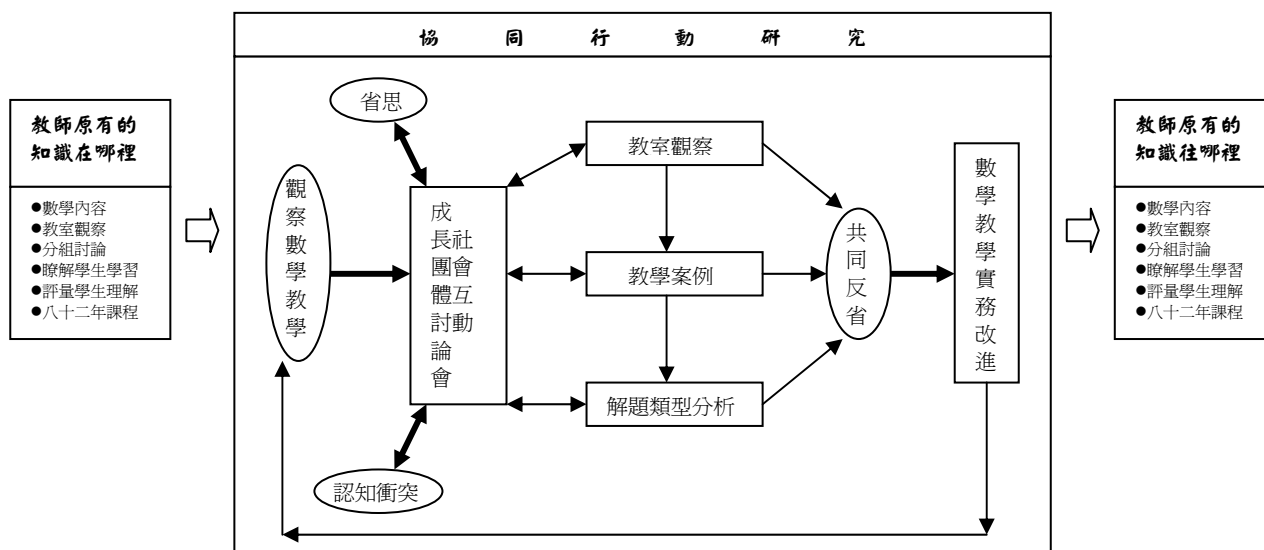 協同行動研究
教師原有的
知識在哪裡
●數學內容
●教室觀察
●分組討論
●瞭解學生學習
●評量學生理解
●八十二年課程
觀察數學教學
省思
成長團體討論會
社會互動
認知衝突
教室觀察
教學案例
解題類型分析
共同反省
數學教學實務改進
教師原有的
知識往哪裡
●數學內容
●教室觀察
●分組討論
●瞭解學生學習
●評量學生理解
●八十二年課程